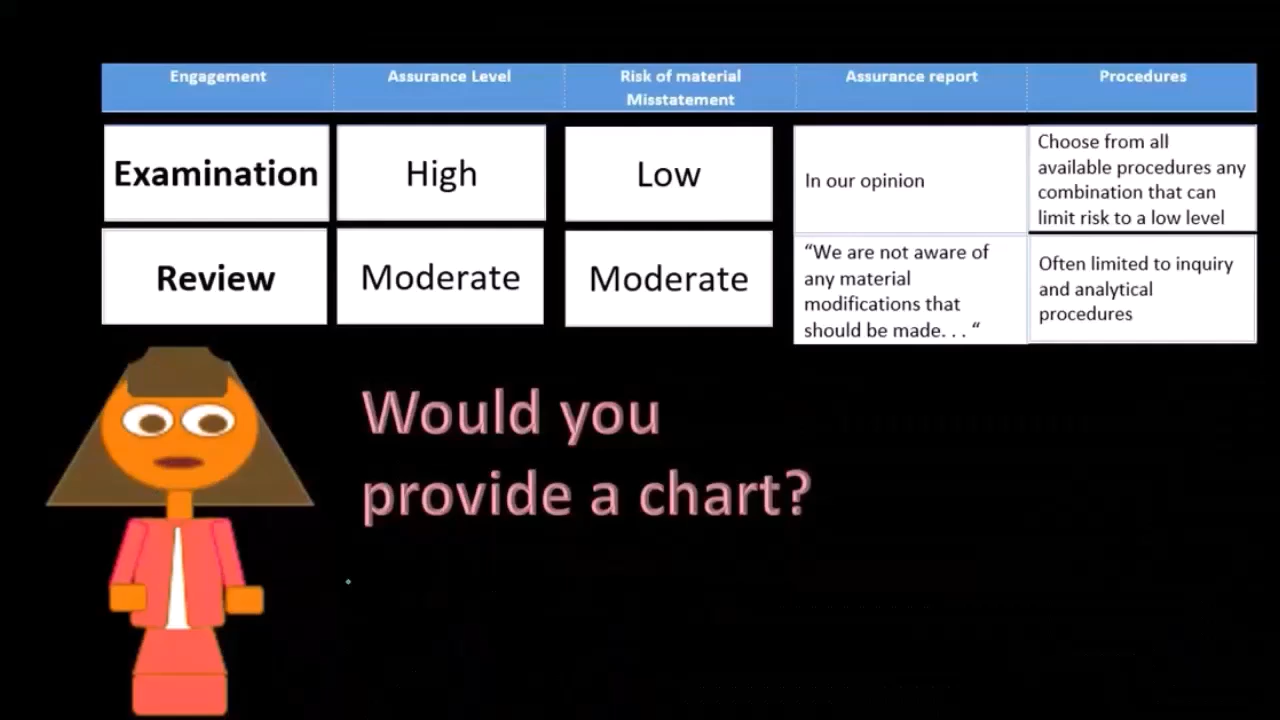 Engagement
Assurance Level
Risk of material
Misstatement
Assurance report
Procedures
Examination
High
Low
In our opinion
Choose from all
available procedures any
combination that can
limit risk to a low level
Review
Moderate
Moderate
“We are not aware of
any material
modifications that
should be made. . . “
Often limited to inquiry
and analytical
procedures
Would you
provide a chart?